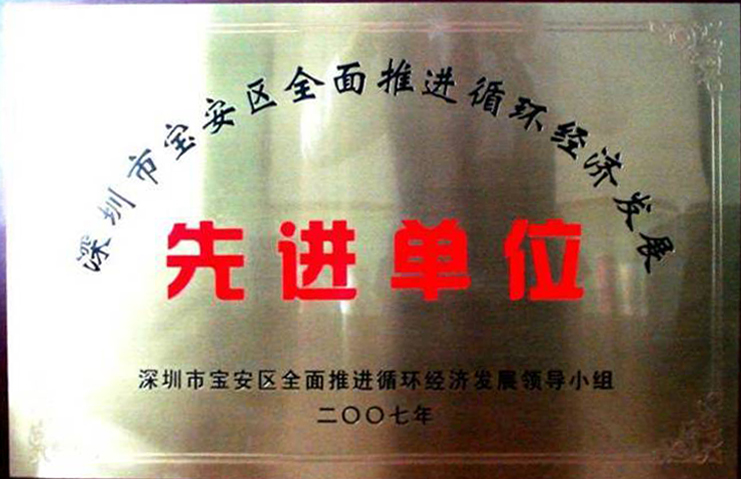 深圳市宝安区全面推进循环经济发展
先进单位
深圳市宝安区全面推进循环经济发展领导小组
二〇〇七年